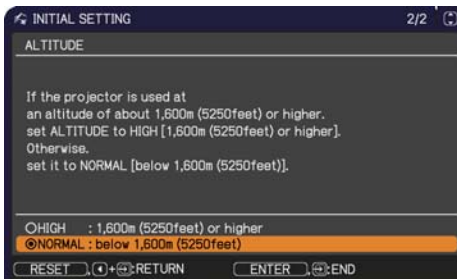 INITIAL SETTING 2/2
ALTITUDE
If the projector is used at
an altitude of about 1,600m (5250feet) or higher.
set ALTITUDE to HIGH [1,600m (5250feet) or higher].
Otherwise.
set it to NORMAL [below 1,600m (5250feet)].
HIGH : 1,600m (5250feet) or higher
NORMAL : below 1,600m (5250feet)
RESET , + :RETURN ENTER , :END